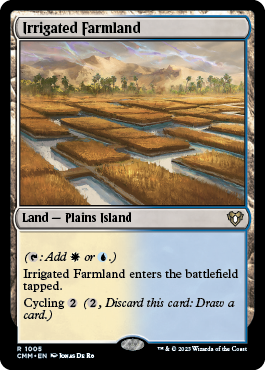 Irrigated Farmland
Land — Plains Island
(: Add or .)
Irrigated Farmland enters the battlefield
tapped.
Cycling 2 (2, Discard this card: Draw a
card.)
R 1005
CMM • EN Jonas De Ro
™ & © 2023 Wizards of the Coast